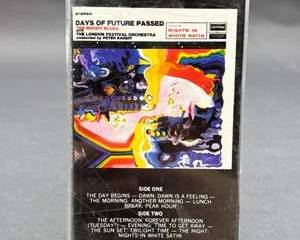 stereo
DAYS OF FUTURE PASSED
THE MOODY BLUES
THE LONDON FESTIVAL ORCHESTRA
conducted by PETER KNIGHT
NIGHTS IN
WHITE SATIN
SIDE ONE
THE DAY BEGINS — DAWN: DAWN IS A FEELING —
THE MORNING: ANOTHER MORNING — LUNCH
BREAK: PEAK HOUR
SIDE TWO
THE AFTERNOON: FOREVER AFTERNOON
(TUESDAY?) — EVENING: TIME TO GET AWAY
— THE SUN SET: TWILIGHT TIME — THE NIGHT:
NIGHTS IN WHITE SATIN